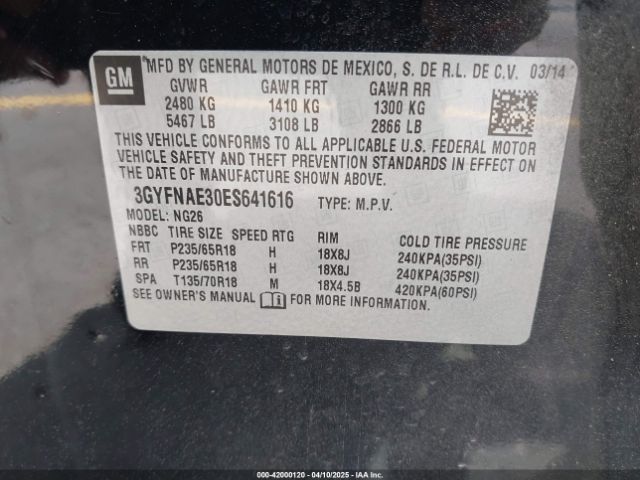 GM
MFD BY GENERAL MOTORS DE MEXICO, S. DE R.L. DE C.V. 03/14
GVWR GAWR FRT GAWR RR
2480 KG 1410 KG 1300 KG
5467 LB 3108 LB 2866 LB
THIS VEHICLE CONFORMS TO ALL APPLICABLE U.S. FEDERAL MOTOR
VEHICLE SAFETY AND THEFT PREVENTION STANDARDS IN EFFECT ON
THE DATE OF MANUFACTURE SHOWN ABOVE.
3GYFNAE30ES641616 TYPE: M.P.V.
MODEL: NG26
NBBC TIRE SIZE SPEED RTG RIM COLD TIRE PRESSURE
FRT P235/65R18 H 18X8J 240KPA(35PSI)
RR P235/65R18 H 18X8J 240KPA(35PSI)
SPA T135/70R18 M 18X4.5B 420KPA(60PSI)
SEE OWNER'S MANUAL FOR MORE INFORMATION.
000-42000120 - 04/10/2025 - IAAI.COM